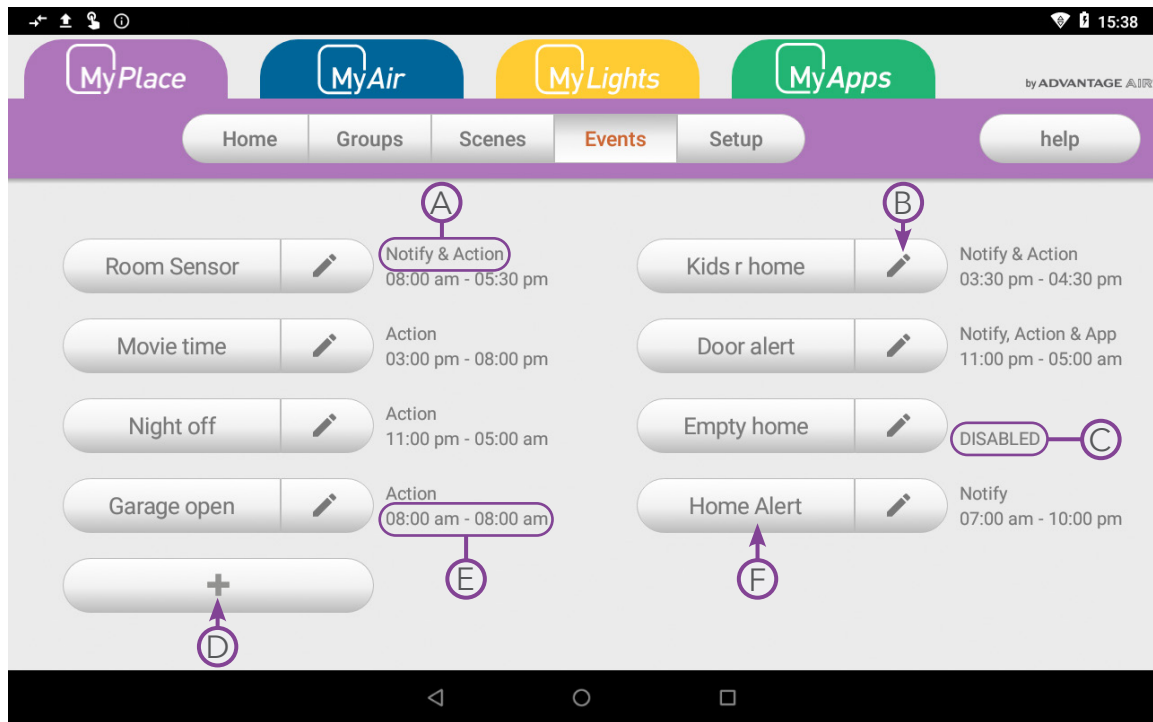 15:38
MyPlace
MyAir
MyLights
MyApps
by ADVANTAGE AIR
Home
Groups
Scenes
Events
Setup
help
A
B
Room Sensor
Notify & Action
08:00 am - 05:30 pm
Kids r home
Notify & Action
03:30 pm - 04:30 pm
Movie time
Action
03:00 pm - 08:00 pm
Door alert
Notify, Action & App
11:00 pm - 05:00 am
Night off
Action
11:00 pm - 05:00 am
Empty home
DISABLED
C
Garage open
Action
08:00 am - 08:00 am
Home Alert
Notify
07:00 am - 10:00 pm
E
F
D